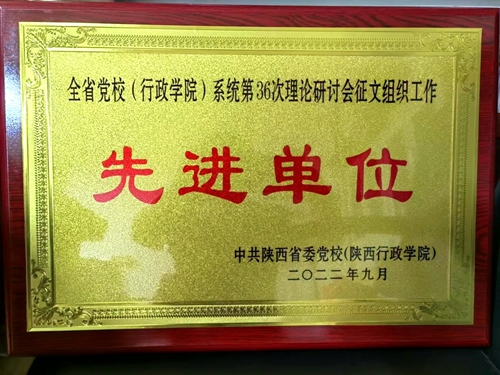 全省党校（行政学院）系统第36次理论研讨会征文组织工作
先进单位
中共陕西省委党校(陕西行政学院)
二〇二二年九月